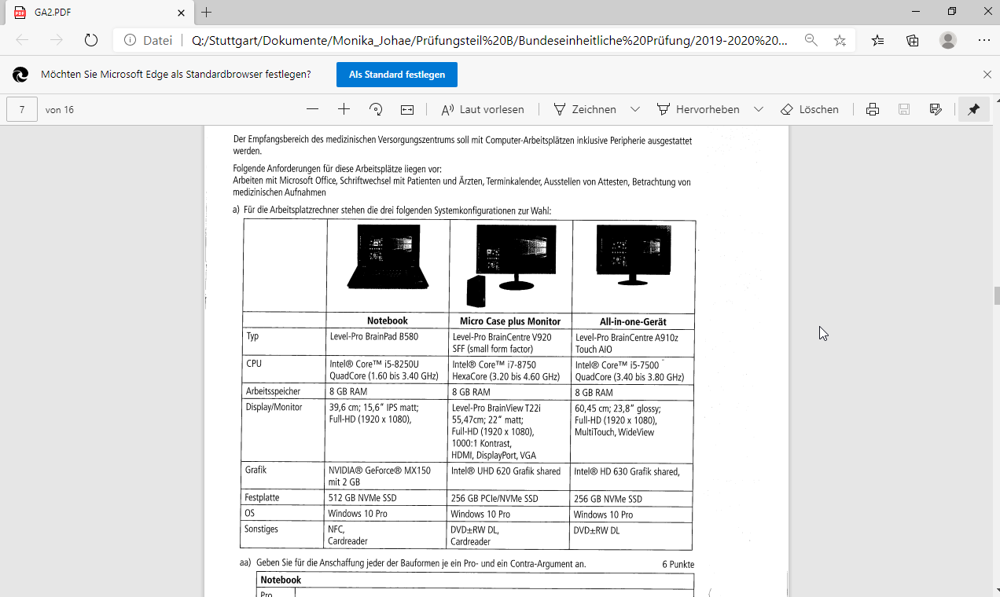 GA2.PDF
Datei
Q:/Stuttgart/Dokumente/Monika_Johae/Prüfungsteil%20B/Bundeseinheitliche%20Prüfung/2019-2020%20...
Möchten Sie Microsoft Edge als Standardbrowser festlegen?
Als Standard festlegen
7 von 16
Laut vorlesen
Zeichnen
Hervorheben
Löschen
Der Empfangsbereich des medizinischen Versorgungszentrums soll mit Computer-Arbeitsplätzen inklusive Peripherie ausgestattet
werden.
Folgende Anforderungen für diese Arbeitsplätze liegen vor:
Arbeiten mit Microsoft Office, Schriftwechsel mit Patienten und Ärzten, Terminkalender, Ausstellen von Attesten, Betrachtung von
medizinischen Aufnahmen
a) Für die Arbeitsplatzrechner stehen die drei folgenden Systemkonfigurationen zur Wahl:
Notebook
Micro Case plus Monitor
All-in-one-Gerät
Typ
Level-Pro BrainPad B580
Level-Pro BrainCentre V920
SFF (small form factor)
Level-Pro BrainCentre A910z
Touch AIO
CPU
Intel® Core™ i5-8250U
QuadCore (1.60 bis 3.40 GHz)
Intel® Core™ i7-8750
HexaCore (3.20 bis 4.60 GHz)
Intel® Core™ i5-7500
QuadCore (3.40 bis 3.80 GHz)
Arbeitsspeicher
8 GB RAM
8 GB RAM
8 GB RAM
Display/Monitor
39,6 cm; 15,6" IPS matt;
Full-HD (1920 x 1080),
Level-Pro BrainView T22i
55,47cm; 22" matt;
Full-HD (1920 x 1080),
1000:1 Kontrast,
HDMI, DisplayPort, VGA
60,45 cm; 23,8" glossy;
Full-HD (1920 x 1080),
MultiTouch, WideView
Grafik
NVIDIA® GeForce® MX150
mit 2 GB
Intel® UHD 620 Grafik shared
Intel® HD 630 Grafik shared,
Festplatte
512 GB NVMe SSD
256 GB PCIe/NVMe SSD
256 GB NVMe SSD
OS
Windows 10 Pro
Windows 10 Pro
Windows 10 Pro
Sonstiges
NFC,
Cardreader
DVD±RW DL,
Cardreader
DVD±RW DL
aa) Geben Sie für die Anschaffung jeder der Bauformen je ein Pro- und ein Contra-Argument an. 6 Punkte
Notebook
Pro